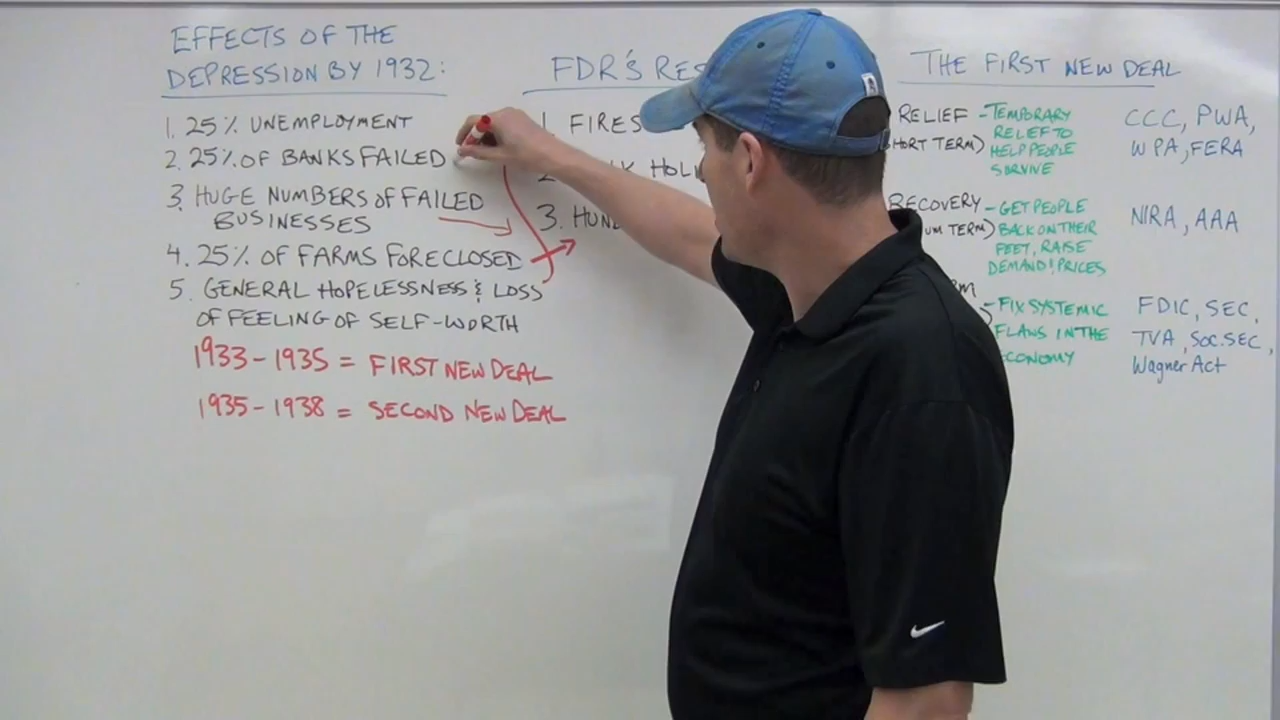 EFFECTS OF THE
DEPRESSION BY 1932:
1. 25% UNEMPLOYMENT
2. 25% OF BANKS FAILED
3. HUGE NUMBERS OF FAILED
BUSINESSES
4. 25% OF FARMS FORECLOSED
5. GENERAL HOPELESSNESS & LOSS
OF FEELING OF SELF-WORTH
1933-1935 = FIRST NEW DEAL
1935-1938 = SECOND NEW DEAL
FDR'S RES
1. FIRES
2. K HOLI
3. HUN
THE FIRST NEW DEAL
RELIEF - TEMPORARY
HORT TERM) RELIEF TO
HELP PEOPLE
SURVIVE
CCC, PWA,
WPA, FERA
RECOVERY - GET PEOPLE
UM TERM) BACK ON THEIR
FEET, RAISE
DEMAND & PRICES
NIRA, AAA
RM
- FIX SYSTEMIC
FLAWS IN THE
ECONOMY
FDIC, SEC,
TVA, SOC. SEC,
Wagner Act